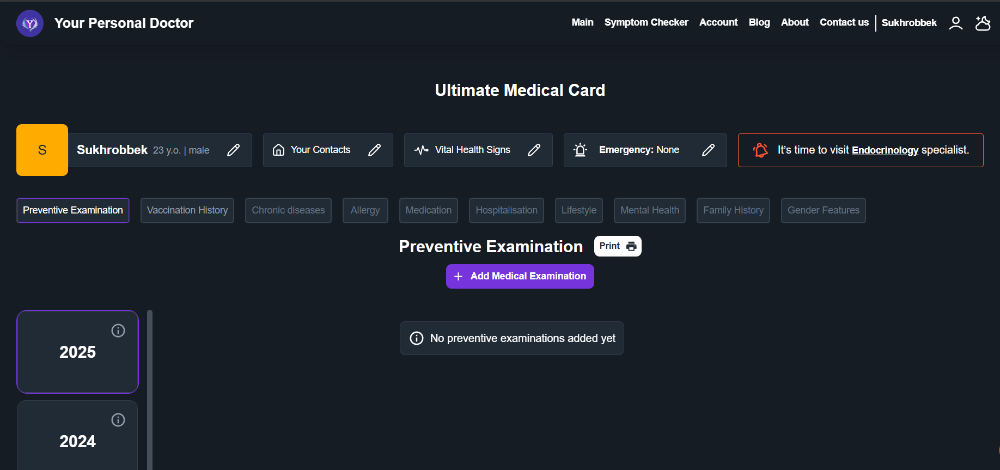 Y
Your Personal Doctor
Main Symptom Checker Account Blog About Contact us Sukhrobbek
Ultimate Medical Card
S
Sukhrobbek 23 y.o. | male
Your Contacts
Vital Health Signs
Emergency: None
It's time to visit Endocrinology specialist.
Preventive Examination
Vaccination History
Chronic diseases
Allergy
Medication
Hospitalisation
Lifestyle
Mental Health
Family History
Gender Features
Preventive Examination
Print
Add Medical Examination
2025
No preventive examinations added yet
2024